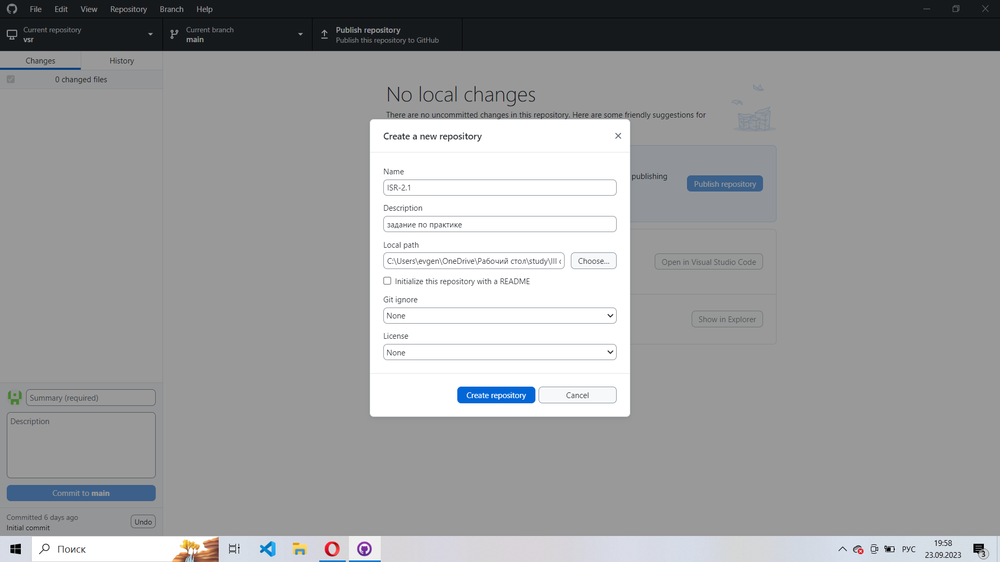 File Edit View Repository Branch Help
Current repository
vsr
Current branch
main
Publish repository
Publish this repository to GitHub
Changes History
0 changed files
No local changes
There are no uncommitted changes in this repository. Here are some friendly suggestions for
publishing
Publish repository
Open in Visual Studio Code
Show in Explorer
Create a new repository
Name
ISR-2.1
Description
задание по практике
Local path
C:\Users\evgen\OneDrive\Рабочий стол\study\III
Choose...
Initialize this repository with a README
Git ignore
None
License
None
Create repository Cancel
Summary (required)
Description
Commit to main
Committed 6 days ago
Initial commit
Undo
Поиск
РУС
19:58
23.09.2023
3